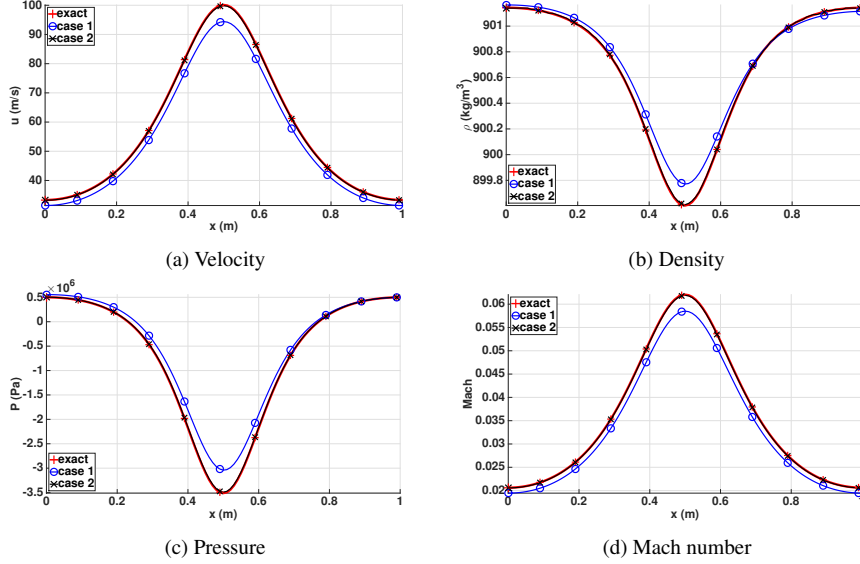 100
90
80
70
60
50
40
u (m/s)
exact
case 1
case 2
0 0.2 0.4 0.6 0.8 1
x (m)
(a) Velocity
901
900.8
900.6
900.4
900.2
900
899.8
ρ (kg/m³)
exact
case 1
case 2
0 0.2 0.4 0.6 0.8
x (m)
(b) Density
× 10⁶
0.5
0
-0.5
-1
-1.5
-2
-2.5
-3
-3.5
P (Pa)
exact
case 1
case 2
0 0.2 0.4 0.6 0.8 1
x (m)
(c) Pressure
0.06
0.055
0.05
0.045
0.04
0.035
0.03
0.025
0.02
Mach
exact
case 1
case 2
0 0.2 0.4 0.6 0.8
x (m)
(d) Mach number